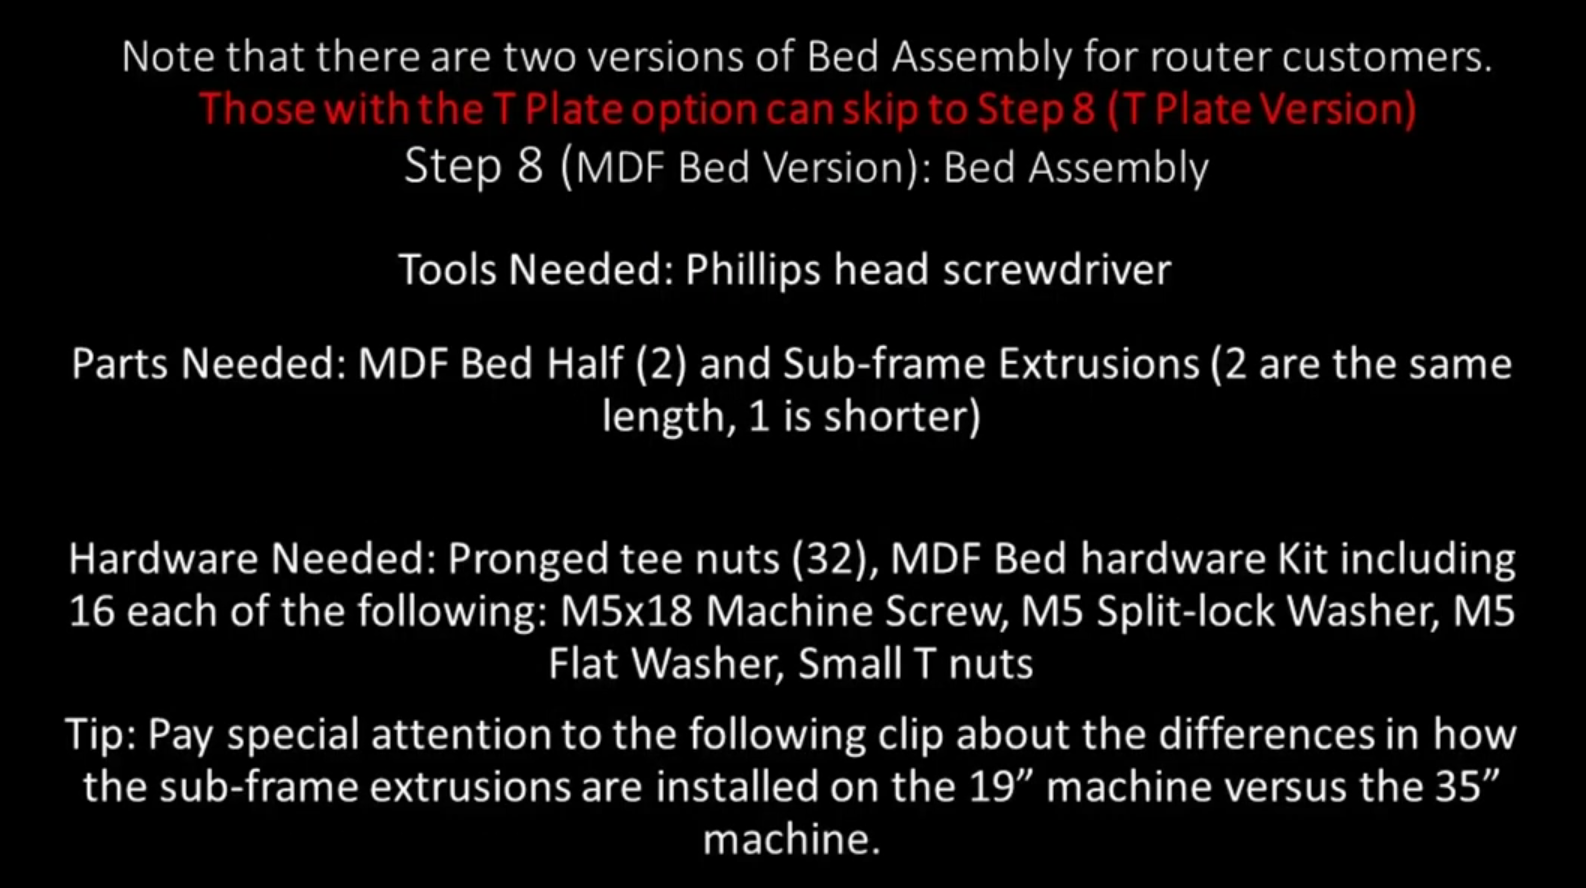 Note that there are two versions of Bed Assembly for router customers.
Those with the T Plate option can skip to Step 8 (T Plate Version)
Step 8 (MDF Bed Version): Bed Assembly
Tools Needed: Phillips head screwdriver
Parts Needed: MDF Bed Half (2) and Sub-frame Extrusions (2 are the same
length, 1 is shorter)
Hardware Needed: Pronged tee nuts (32), MDF Bed hardware Kit including
16 each of the following: M5x18 Machine Screw, M5 Split-lock Washer, M5
Flat Washer, Small T nuts
Tip: Pay special attention to the following clip about the differences in how
the sub-frame extrusions are installed on the 19” machine versus the 35”
machine.